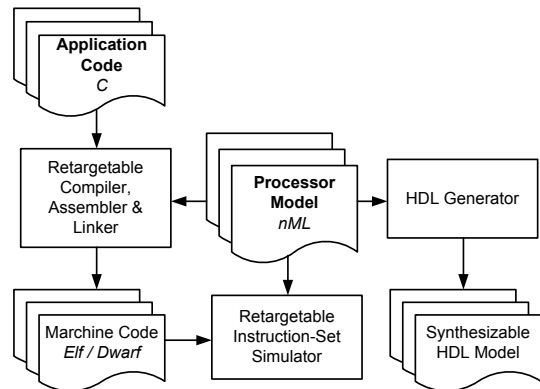 Application
Code
C
Retargetable
Compiler,
Assembler &
Linker
Processor
Model
nML
HDL Generator
Marchine Code
Elf / Dwarf
Retargetable
Instruction-Set
Simulator
Synthesizable
HDL Model